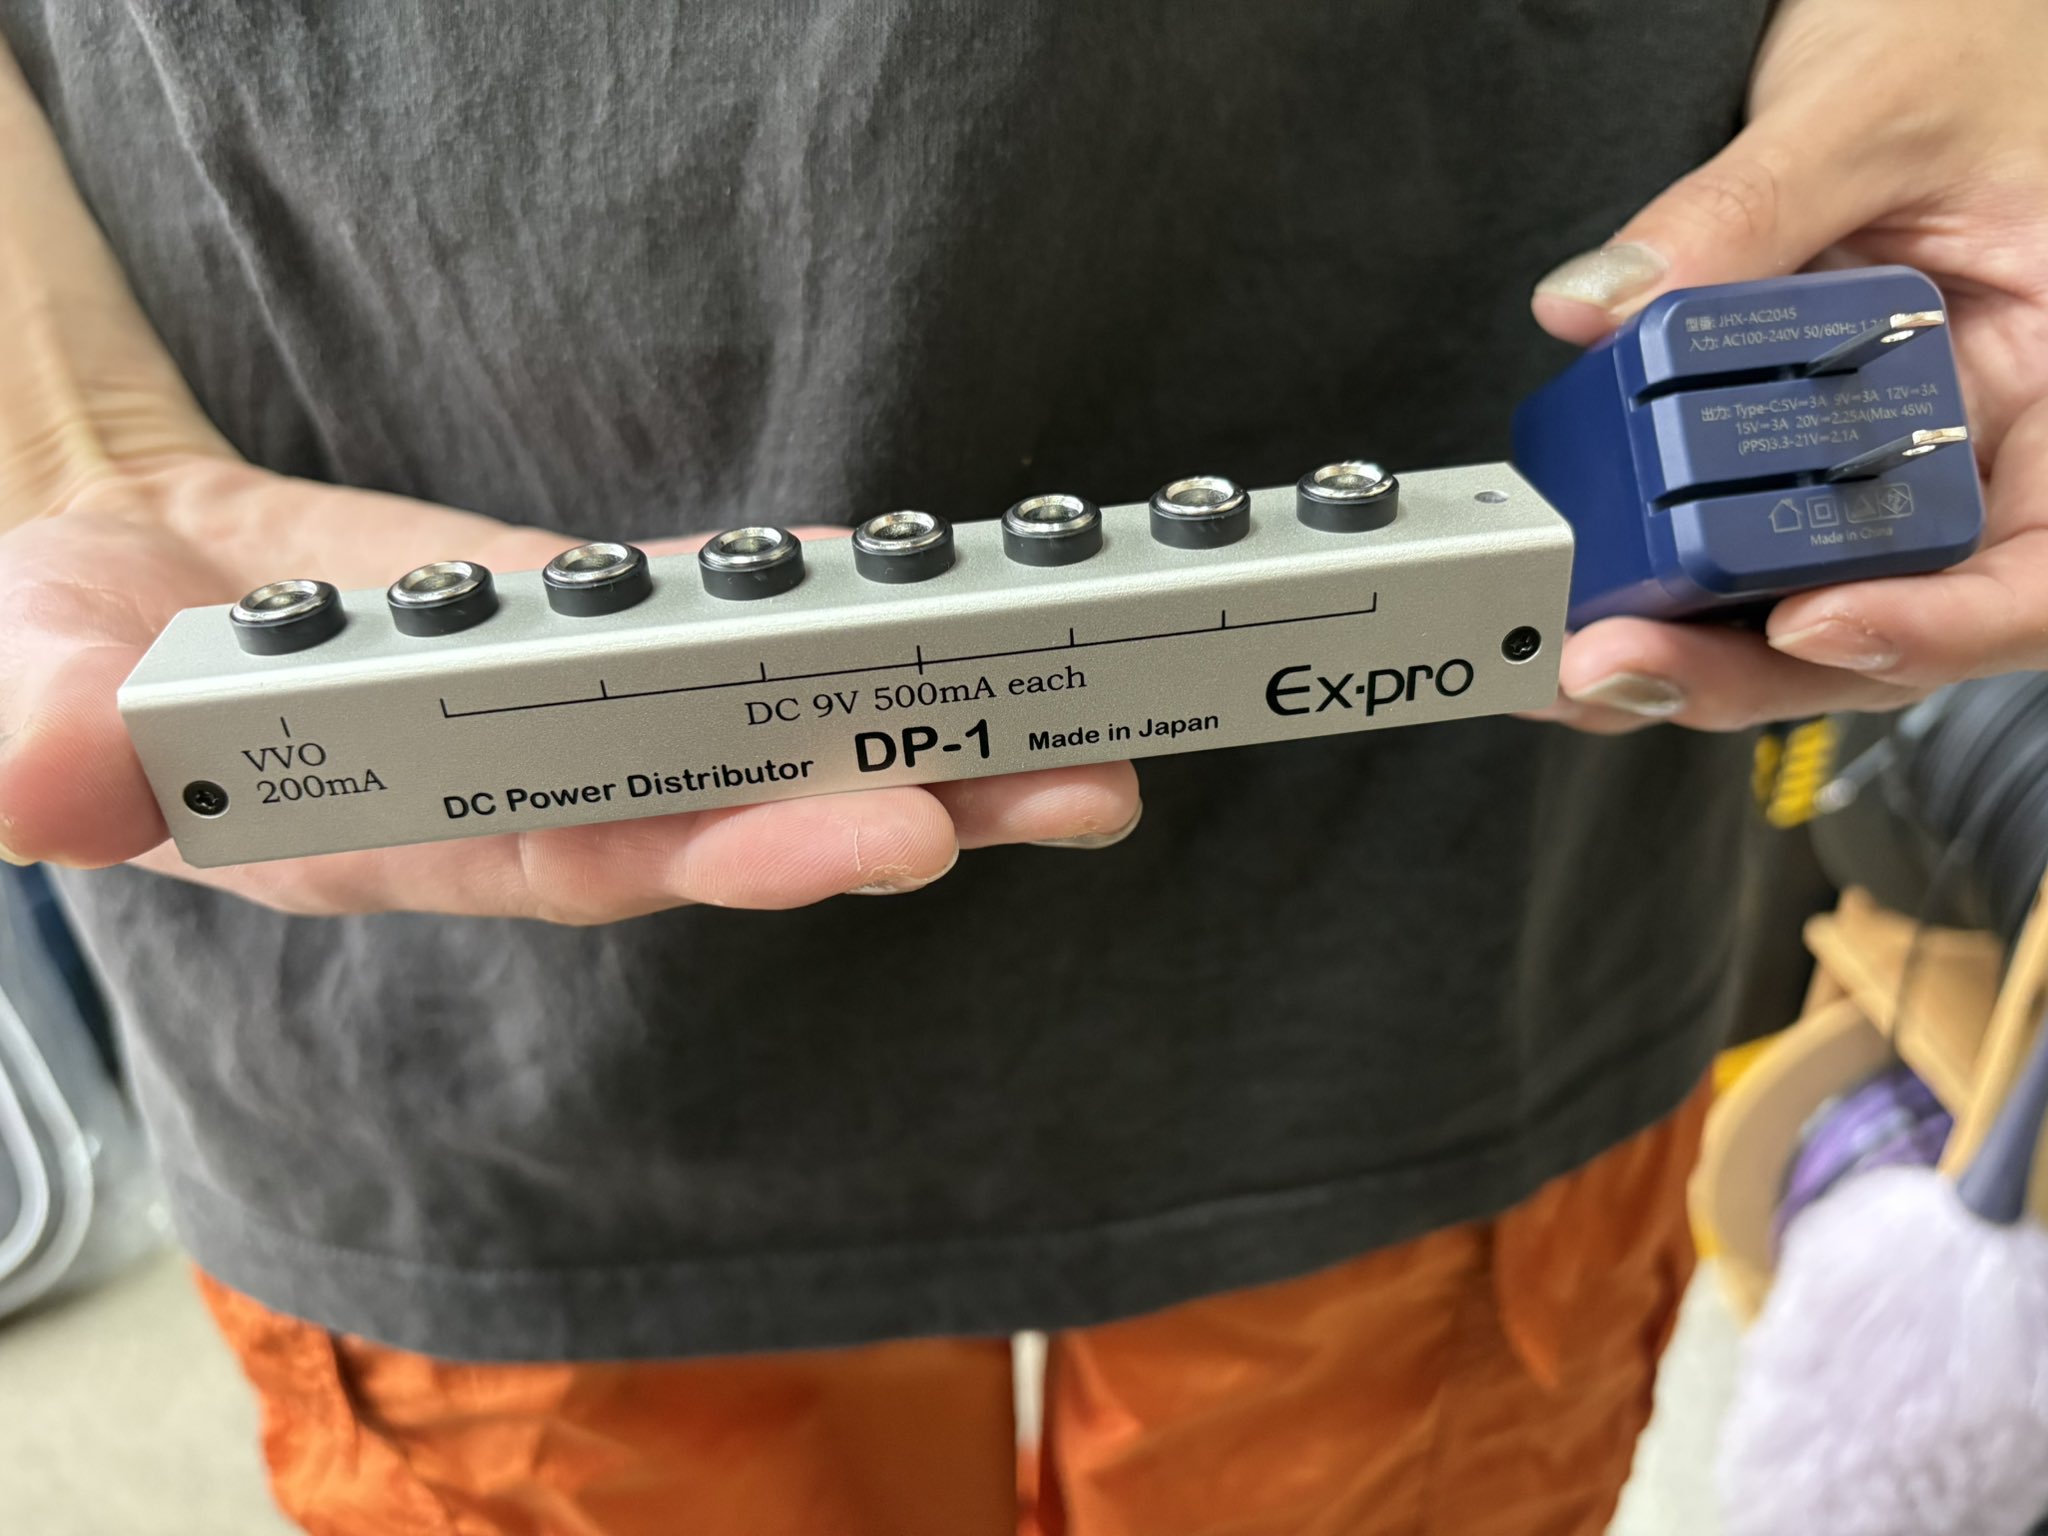 VVO
200mA
DC 9V 500mA each
DC Power Distributor DP-1 Made in Japan
Ex-pro
型番: JHX-AC2045
入力: AC100-240V 50/60Hz
出力: Type-C:5V⎓3A 9V⎓3A 12V⎓3A
15V⎓3A 20V⎓2.25A(Max 45W)
(PPS)3.3-21V⎓2.1A
Made in China